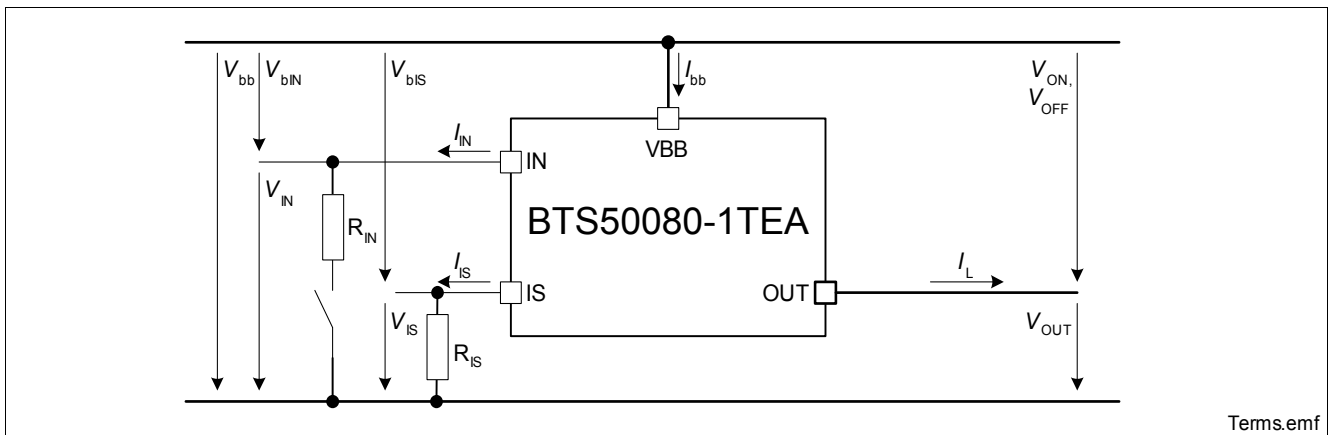 V_bb V_bIN V_bIS I_bb V_ON, V_OFF
I_IN IN VBB
V_IN
R_IN BTS50080-1TEA
I_IS IS OUT I_L
V_IS R_IS V_OUT
Terms.emf